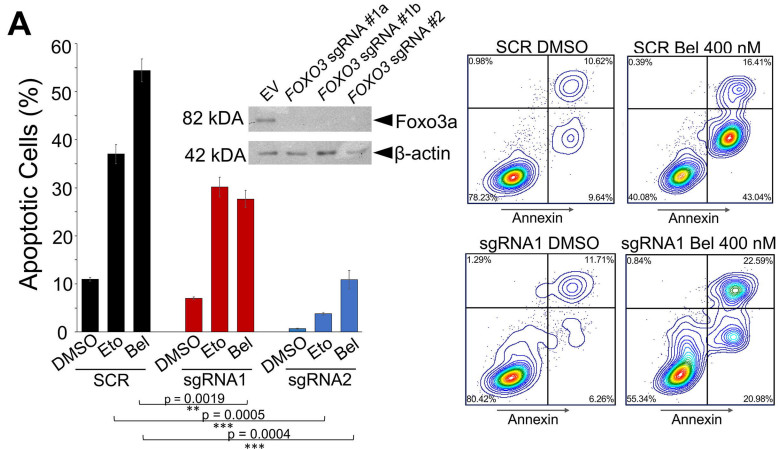 A
Apoptotic Cells (%)
60
50
40
30
20
10
0
DMSO Eto Bel DMSO Eto Bel DMSO Eto Bel
SCR sgRNA1 sgRNA2
p = 0.0019
**
p = 0.0005
***
p = 0.0004
***
EV FOXO3 sgRNA #1a FOXO3 sgRNA #1b FOXO3 sgRNA #2
82 kDA Foxo3a
42 kDA β-actin
SCR DMSO
0.98% 10.62%
78.23% 9.64%
Annexin
SCR Bel 400 nM
0.39% 16.41%
40.08% 43.04%
Annexin
sgRNA1 DMSO
1.29% 11.71%
80.42% 6.26%
Annexin
sgRNA1 Bel 400 nM
0.84% 22.59%
55.34% 20.98%
Annexin